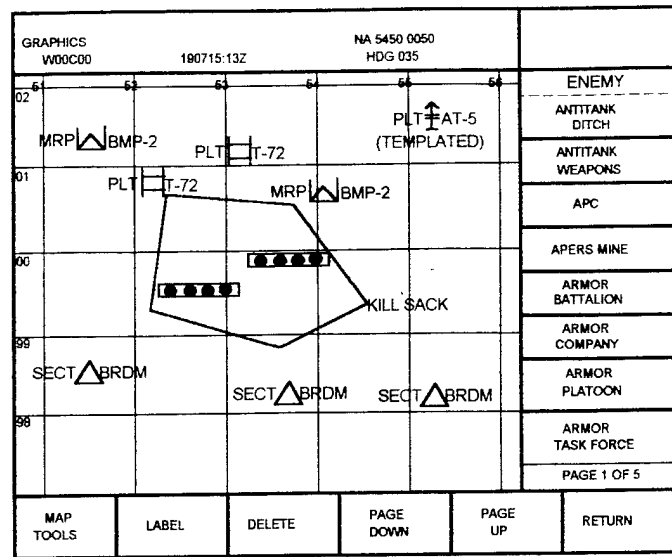 GRAPHICS
W00C00
190715:13Z
NA 5450 0050
HDG 035
51 52 53 54 55 56
02
PLT AT-5
(TEMPLATED)
MRP BMP-2
PLT T-72
01
PLT T-72
MRP BMP-2
00
KILL SACK
99
SECT BRDM
SECT BRDM
SECT BRDM
98
ENEMY
ANTITANK
DITCH
ANTITANK
WEAPONS
APC
APERS MINE
ARMOR
BATTALION
ARMOR
COMPANY
ARMOR
PLATOON
ARMOR
TASK FORCE
PAGE 1 OF 5
MAP
TOOLS
LABEL
DELETE
PAGE
DOWN
PAGE
UP
RETURN